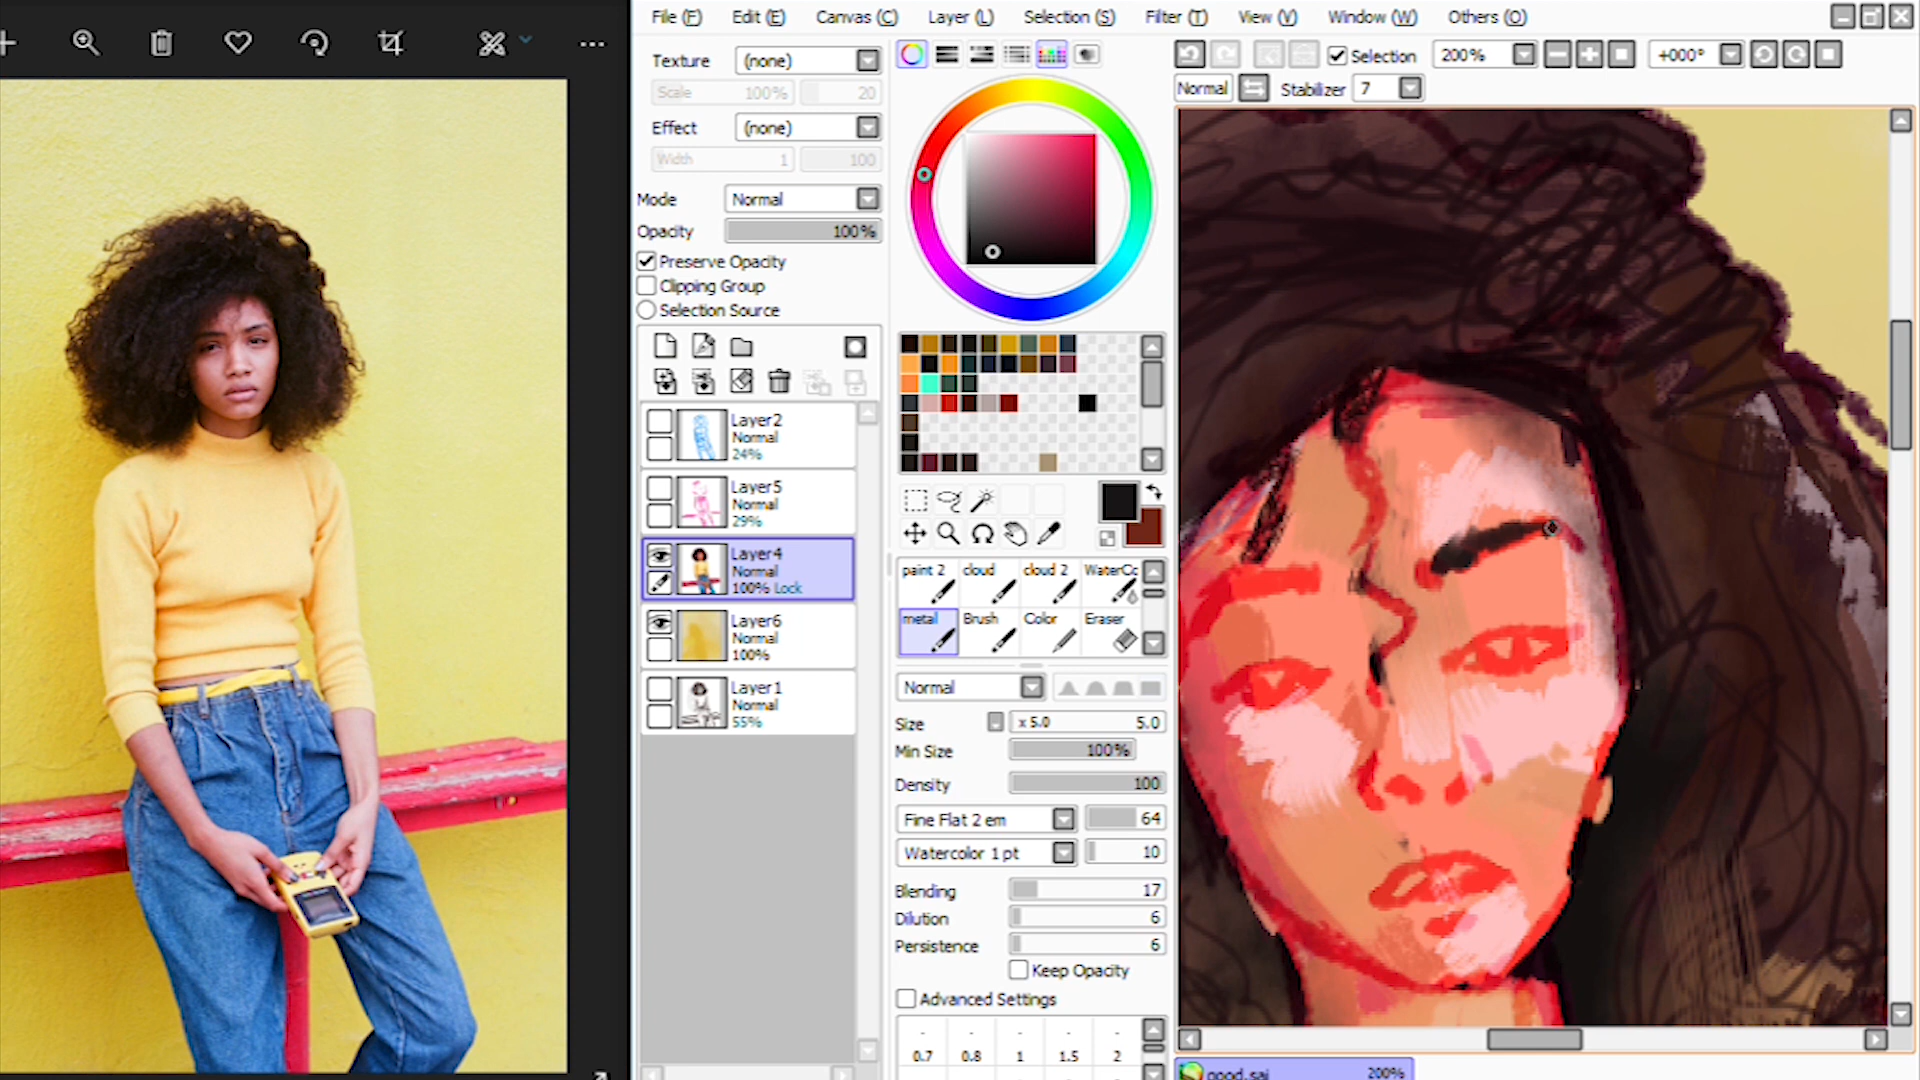 File (F) Edit (E) Canvas (C) Layer (L) Selection (S) Filter (T) View (V) Window (W) Others (O)
Texture (none)
Scale 100% 20
Effect (none)
Width 1 100
Mode Normal
Opacity 100%
Preserve Opacity
Clipping Group
Selection Source
Layer2
Normal
24%
Layer5
Normal
29%
Layer4
Normal
100% Lock
Layer6
Normal
100%
Layer1
Normal
55%
paint 2 cloud cloud 2 WaterCc
metal Brush Color Eraser
Normal
Size x 5.0 5.0
Min Size 100%
Density 100
Fine Flat 2 em 64
Watercolor 1 pt 10
Blending 17
Dilution 6
Persistence 6
Keep Opacity
Advanced Settings
0.7 0.8 1 1.5 2
Selection 200% +000°
Normal Stabilizer 7
good.sai 200%